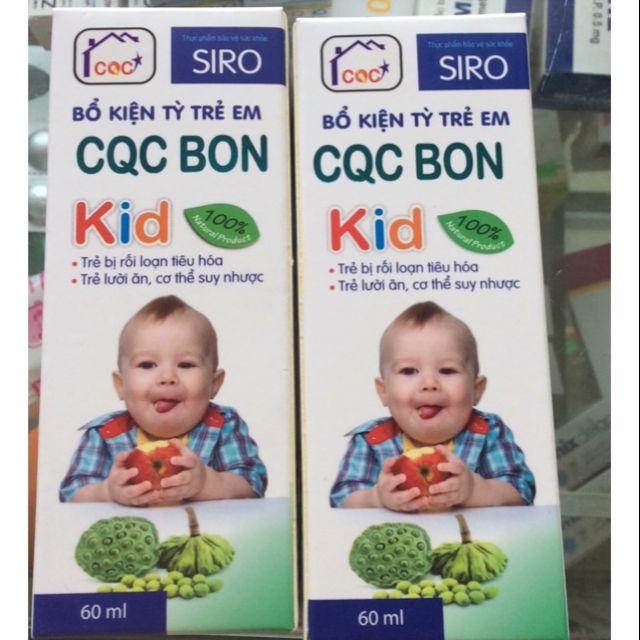 CQC
Thực phẩm bảo vệ sức khỏe
SIRO
BỔ KIỆN TỲ TRẺ EM
CQC BON
Kid
100%
Natural Product
• Trẻ bị rối loạn tiêu hóa
• Trẻ lười ăn, cơ thể suy nhược
60 ml
CQC
Thực phẩm bảo vệ sức khỏe
SIRO
BỔ KIỆN TỲ TRẺ EM
CQC BON
Kid
100%
Natural Product
• Trẻ bị rối loạn tiêu hóa
• Trẻ lười ăn, cơ thể suy nhược
60 ml
0.5 mg